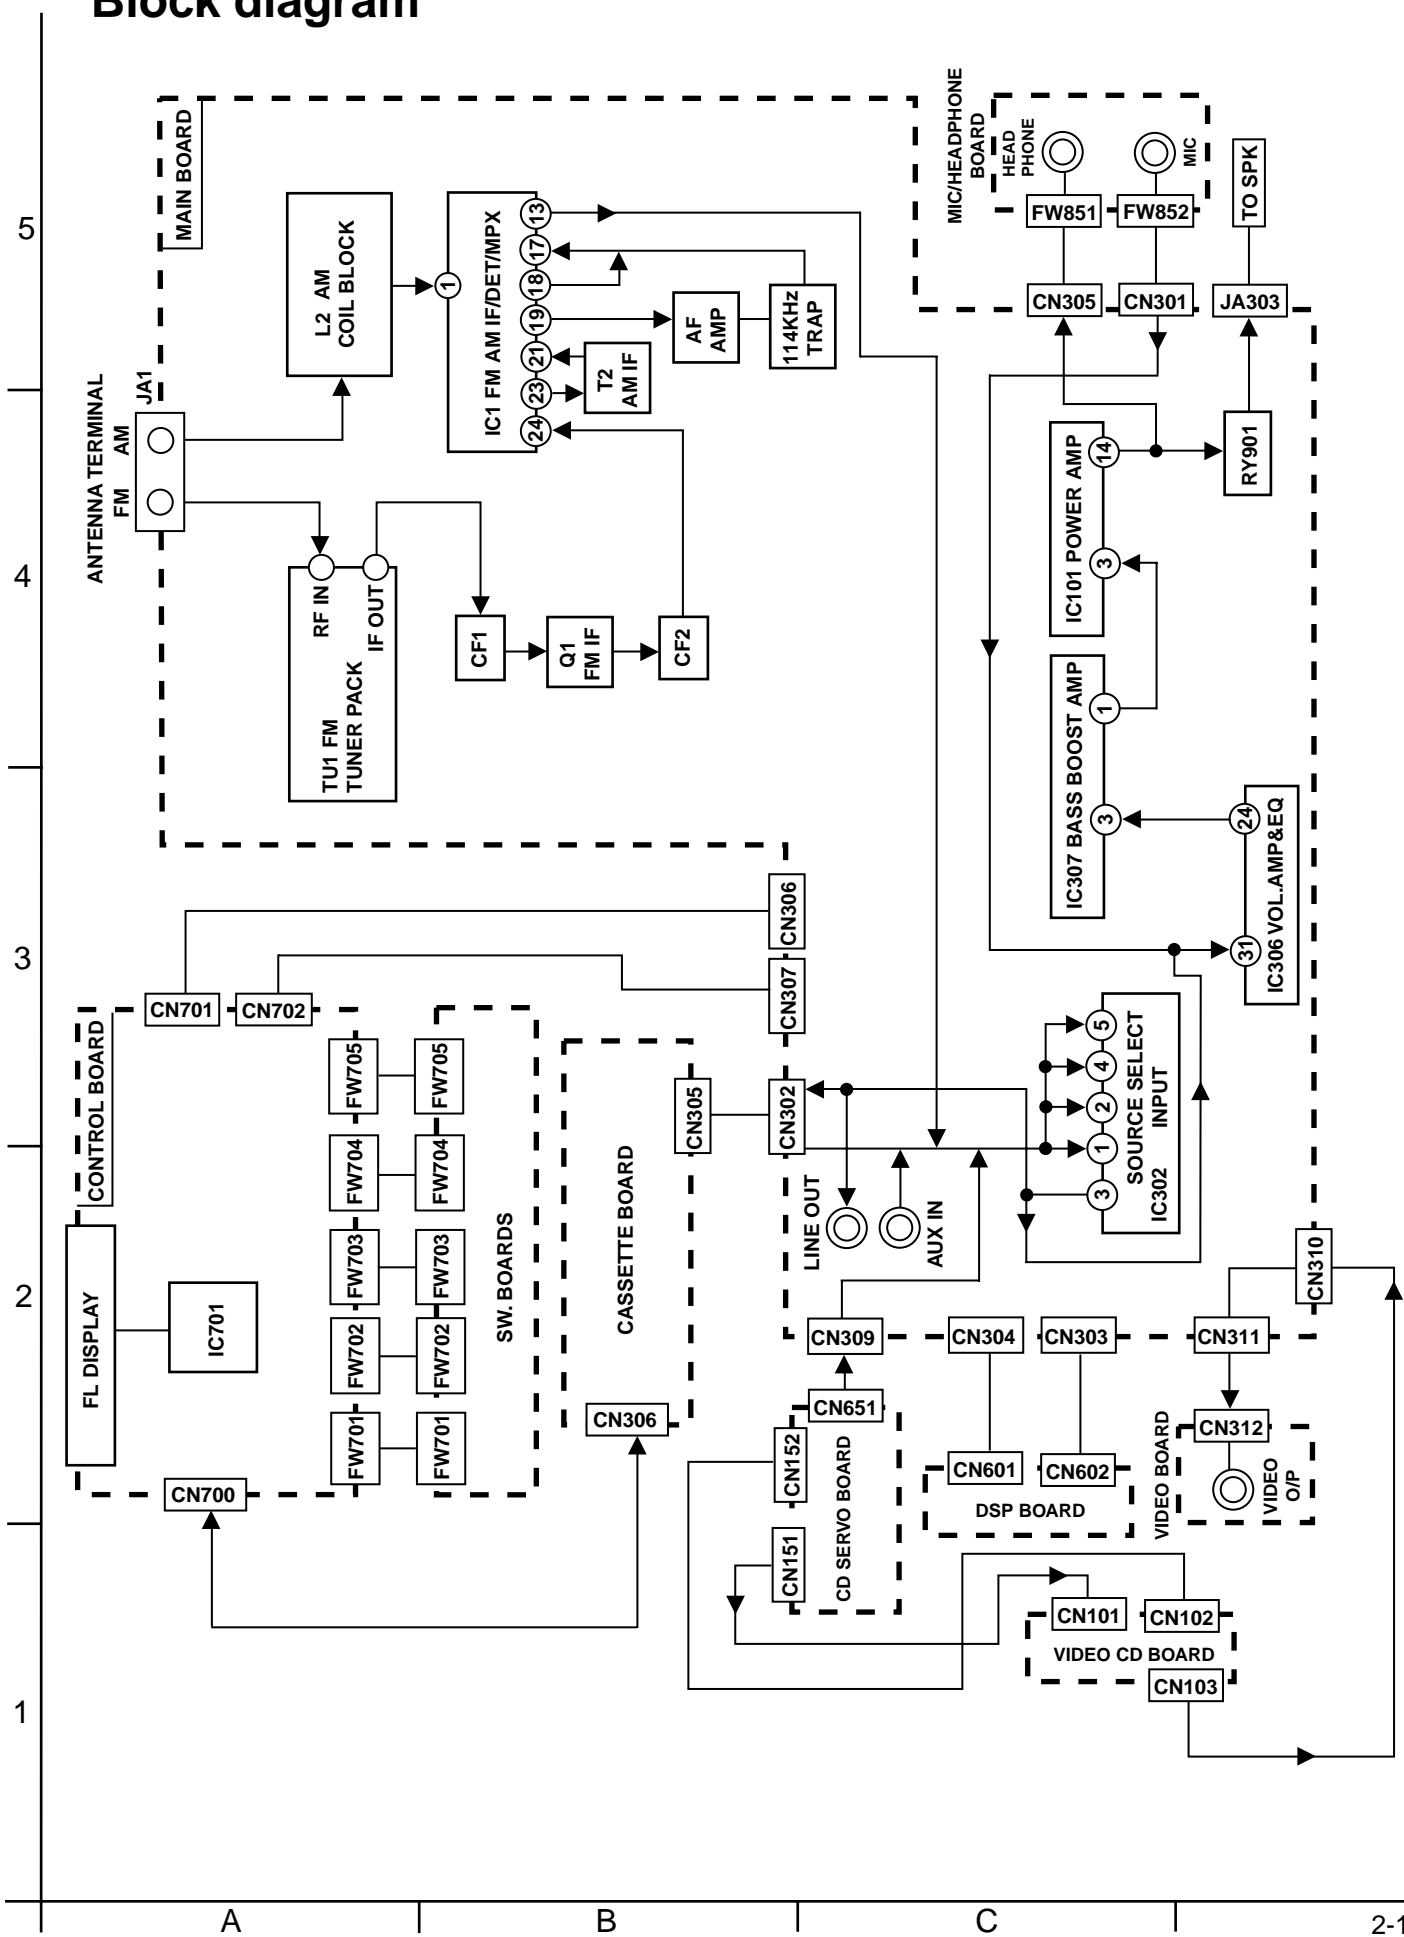 Block diagram
5
4
3
2
1
A
B
C
2-1
MAIN BOARD
ANTENNA TERMINAL
FM
AM
JA1
L2 AM
COIL BLOCK
1
IC1 FM AM IF/DET/MPX
13
17
18
19
21
23
24
AF
AMP
114KHz
TRAP
T2
AM IF
TU1 FM
TUNER PACK
RF IN
IF OUT
CF1
Q1
FM IF
CF2
MIC/HEADPHONE
BOARD
HEAD
PHONE
MIC
FW851
FW852
TO SPK
CN305
CN301
JA303
IC101 POWER AMP
14
3
RY901
IC307 BASS BOOST AMP
1
3
IC306 VOL.AMP&EQ
24
31
CN306
CN307
CN302
CONTROL BOARD
CN701
CN702
FL DISPLAY
IC701
FW705
FW704
FW703
FW702
FW701
CN700
FW705
FW704
FW703
FW702
FW701
SW. BOARDS
CASSETTE BOARD
CN305
CN306
LINE OUT
AUX IN
IC302
SOURCE SELECT
INPUT
5
4
2
1
3
CN309
CN304
CN303
CN311
CN310
CN651
CN152
CN151
CD SERVO BOARD
CN601
CN602
DSP BOARD
VIDEO BOARD
CN312
VIDEO
O/P
CN101
CN102
VIDEO CD BOARD
CN103